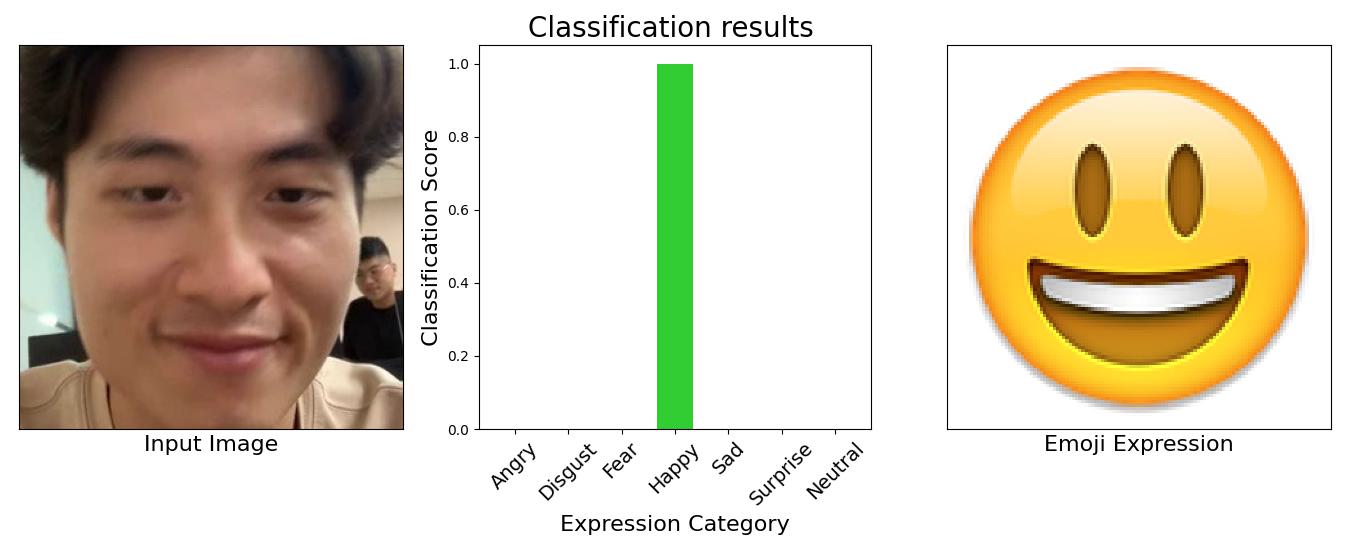 Classification results
Classification Score
1.0
0.8
0.6
0.4
0.2
0.0
Angry
Disgust
Fear
Happy
Sad
Surprise
Neutral
Input Image
Expression Category
Emoji Expression